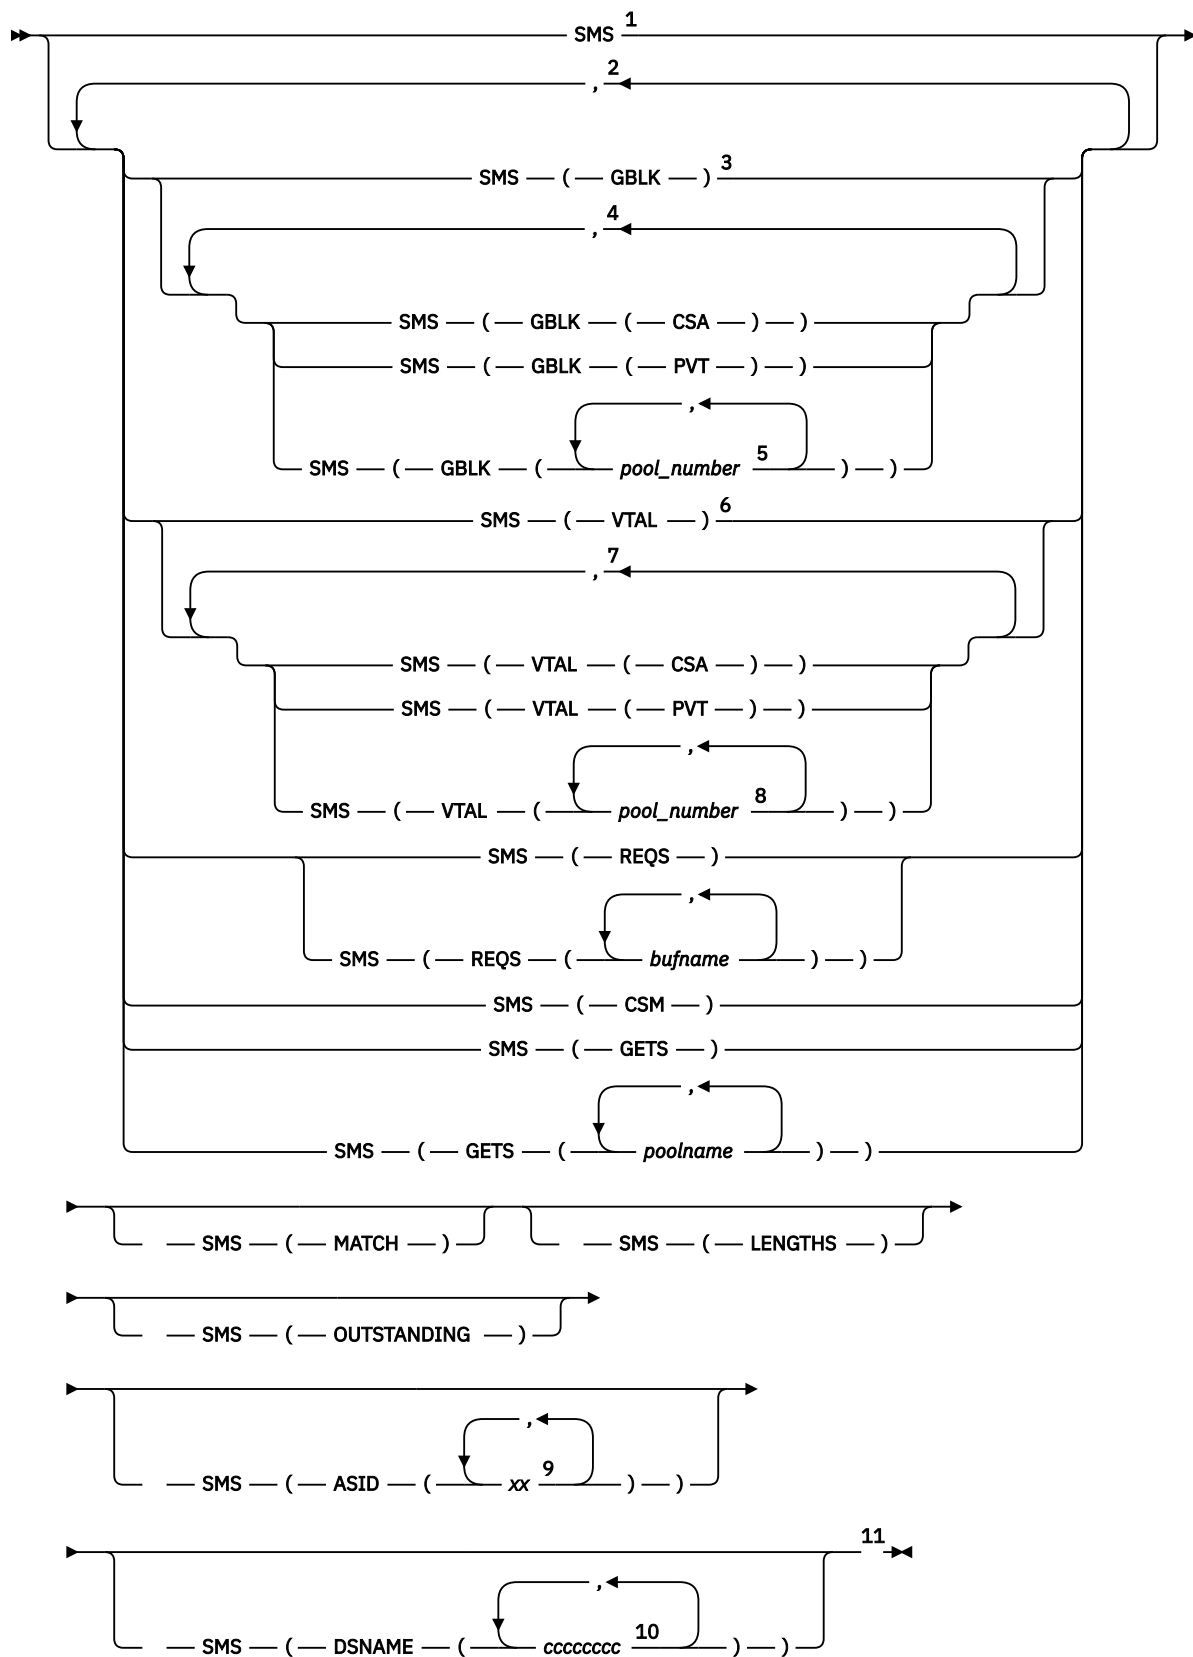 SMS 1
, 2
SMS ( GBLK ) 3
, 4
SMS ( GBLK ( CSA ) )
SMS ( GBLK ( PVT ) )
,
SMS ( GBLK ( pool_number 5 ) )
SMS ( VTAL ) 6
, 7
SMS ( VTAL ( CSA ) )
SMS ( VTAL ( PVT ) )
,
SMS ( VTAL ( pool_number 8 ) )
SMS ( REQS )
,
SMS ( REQS ( bufname ) )
SMS ( CSM )
SMS ( GETS )
,
SMS ( GETS ( poolname ) )
SMS ( MATCH ) SMS ( LENGTHS )
SMS ( OUTSTANDING )
,
SMS ( ASID ( xx 9 ) )
11
,
SMS ( DSNAME ( cccccccc 10 ) )